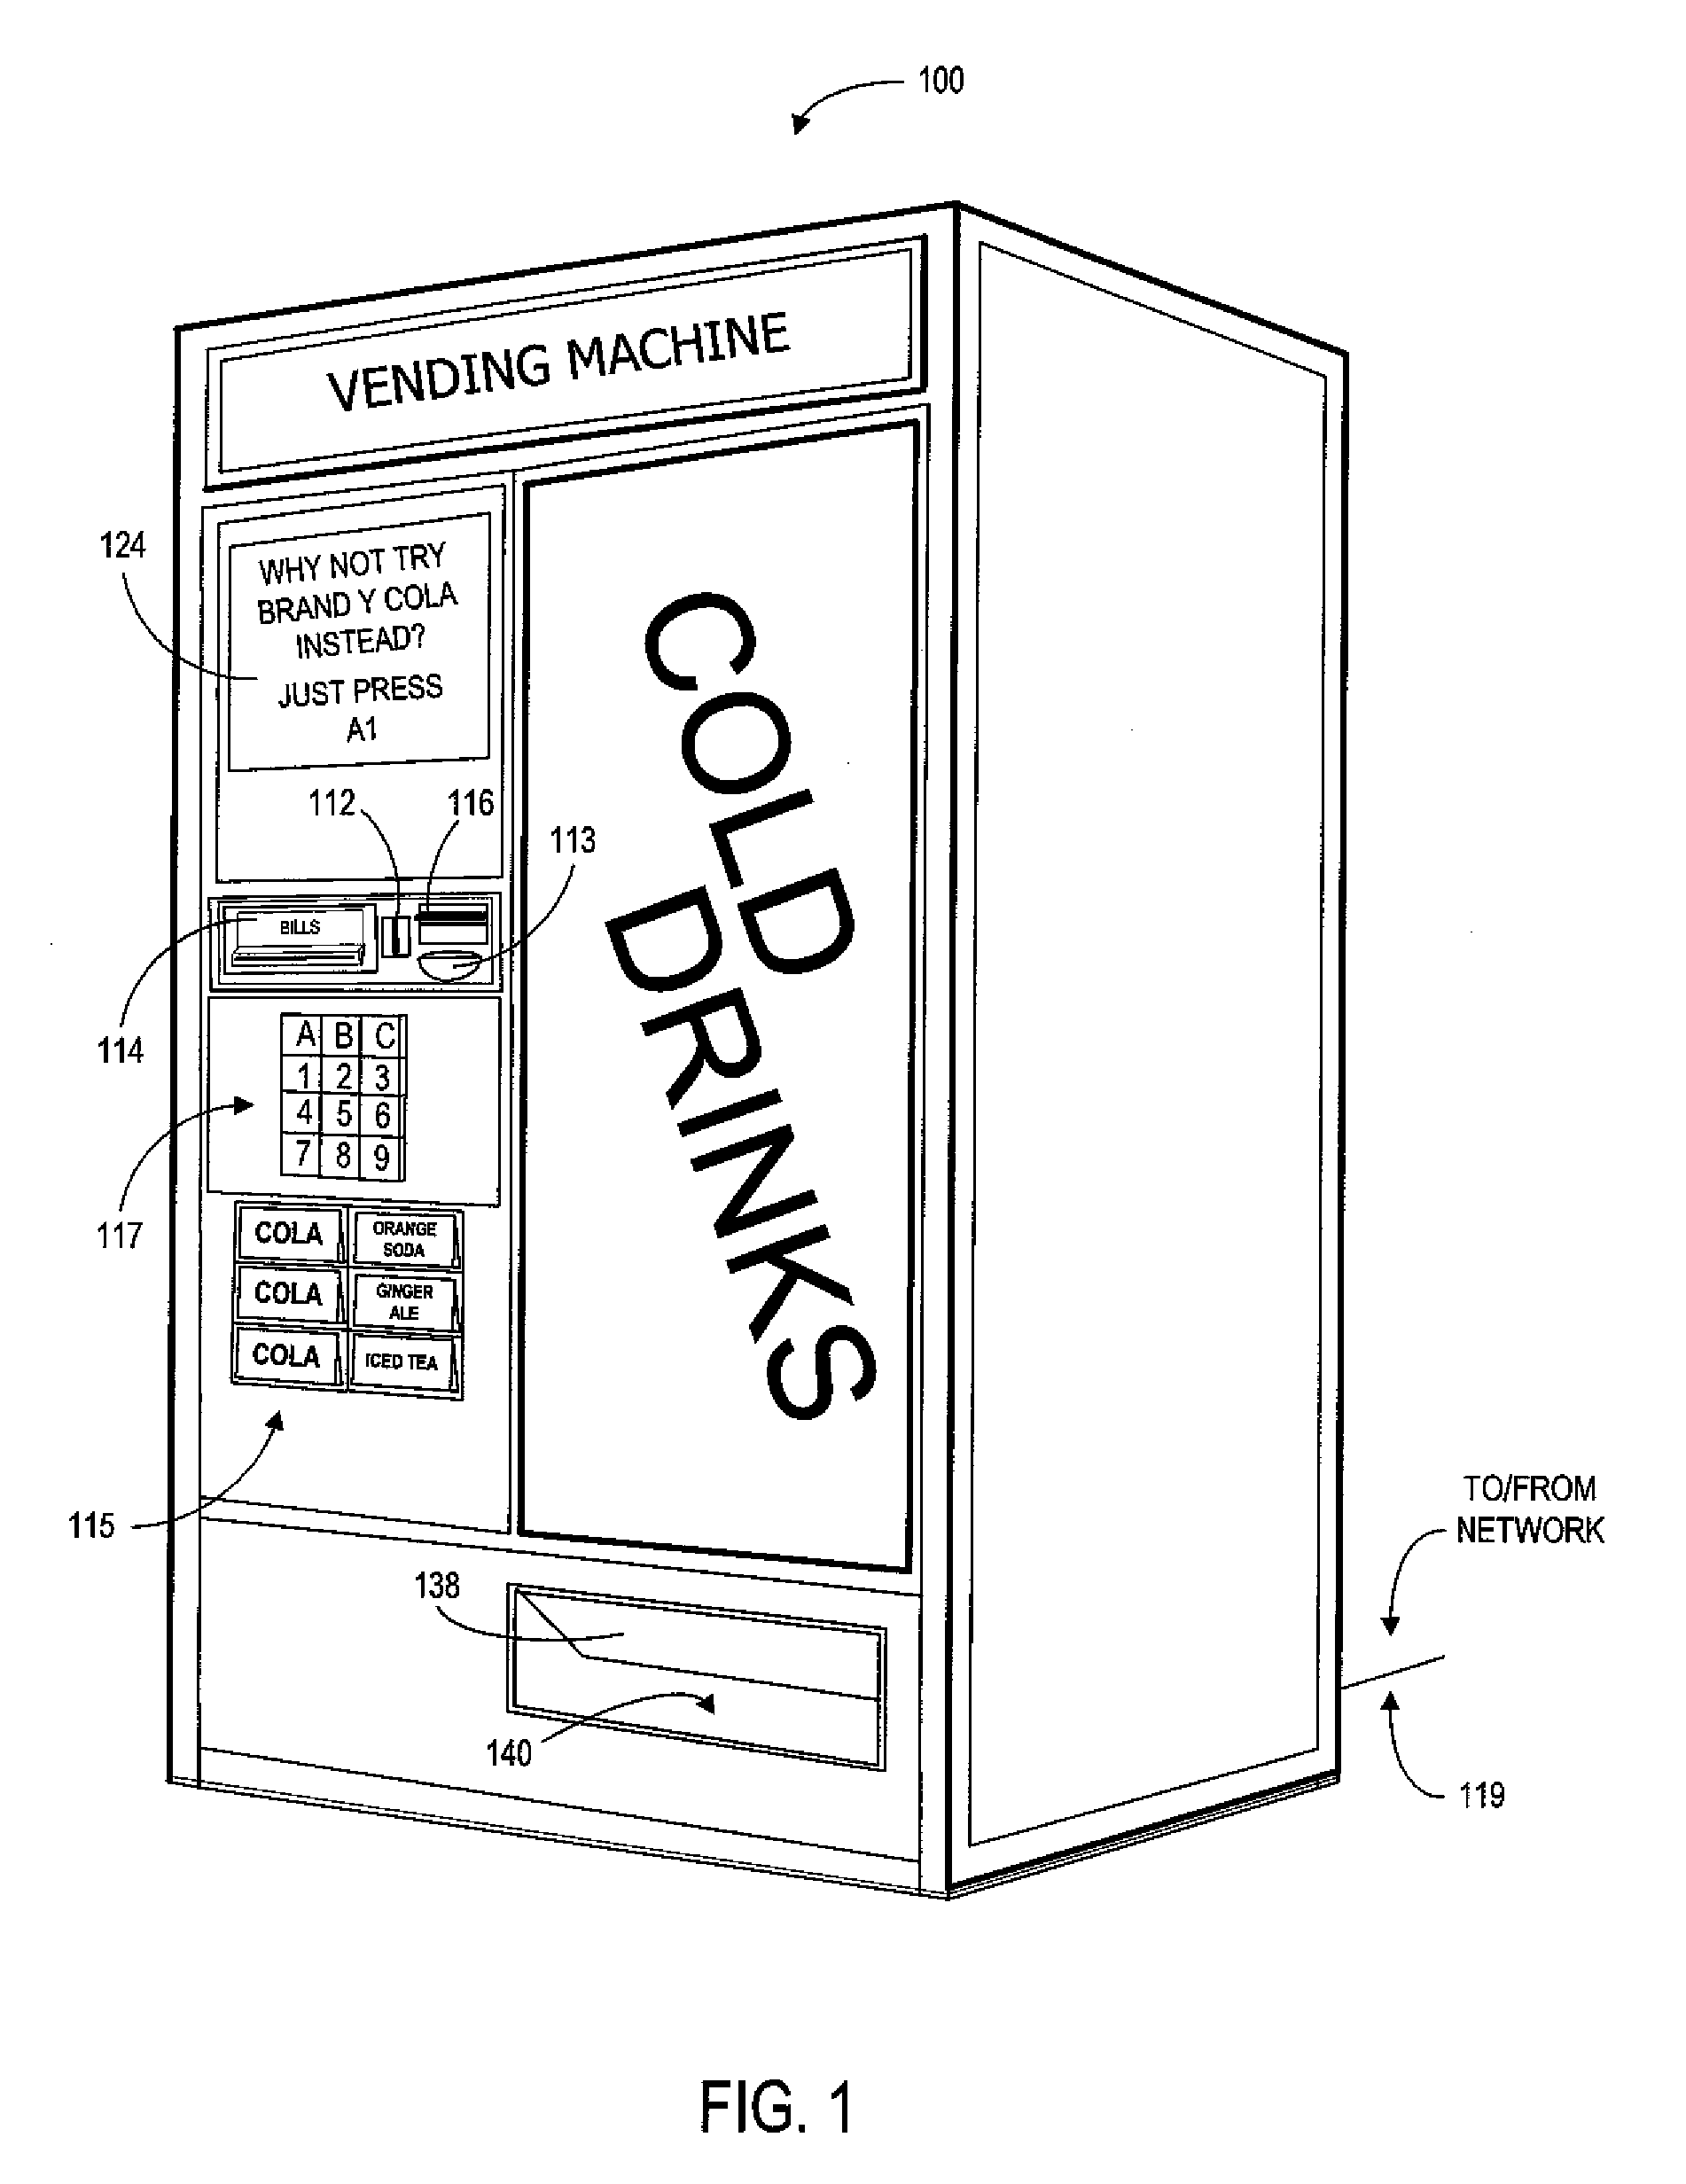 100
VENDING MACHINE
124
WHY NOT TRY
BRAND Y COLA
INSTEAD?
JUST PRESS
A1
COLD
DRINKS
112
116
113
BILLS
114
A B C
1 2 3
4 5 6
7 8 9
117
COLA
ORANGE
SODA
COLA
GINGER
ALE
COLA
ICED TEA
115
TO/FROM
NETWORK
138
140
119
FIG. 1